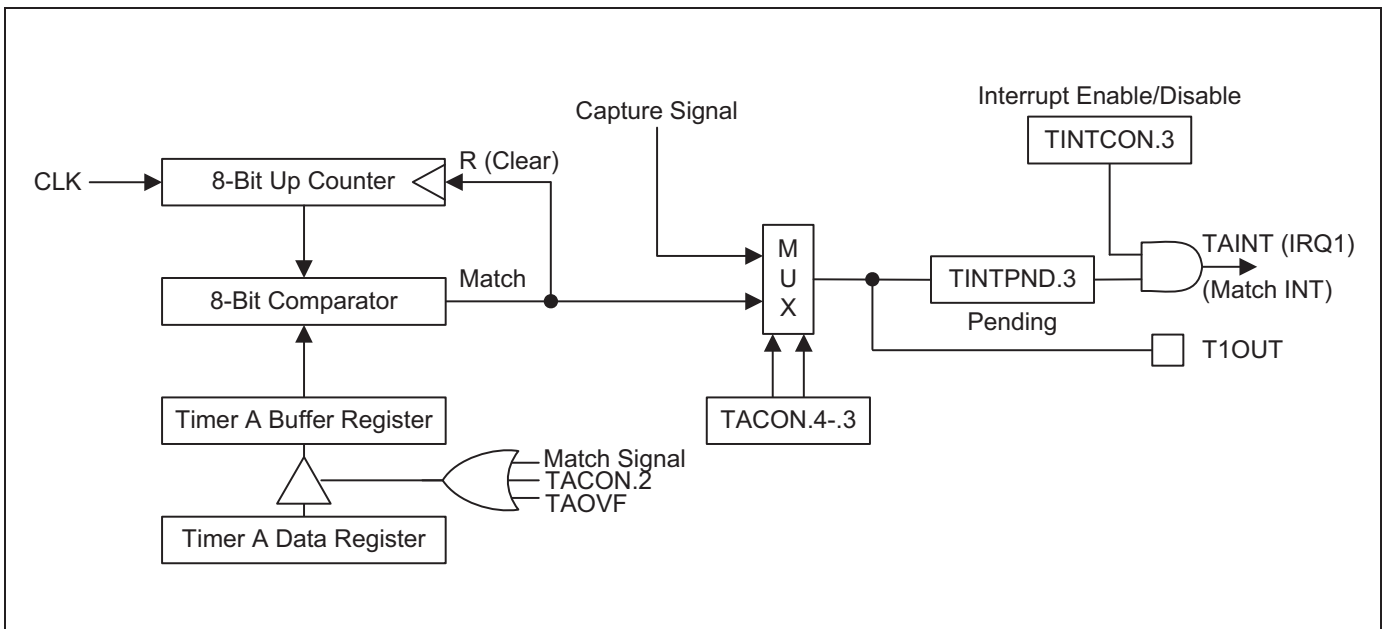 Interrupt Enable/Disable
Capture Signal
TINTCON.3
R (Clear)
CLK
8-Bit Up Counter
M
U
X
TAINT (IRQ1)
(Match INT)
Match
8-Bit Comparator
TINTPND.3
Pending
T1OUT
Timer A Buffer Register
TACON.4-.3
Match Signal
TACON.2
TAOVF
Timer A Data Register